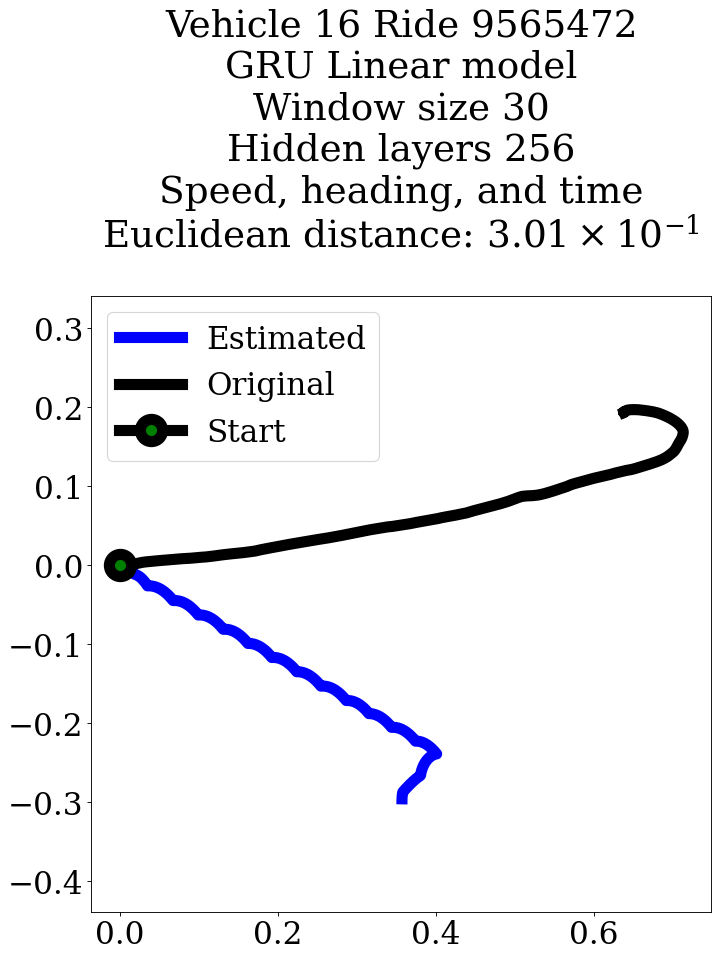 Vehicle 16 Ride 9565472
GRU Linear model
Window size 30
Hidden layers 256
Speed, heading, and time
Euclidean distance: 3.01 × 10⁻¹
Estimated
Original
Start
0.3
0.2
0.1
0.0
−0.1
−0.2
−0.3
−0.4
0.0 0.2 0.4 0.6